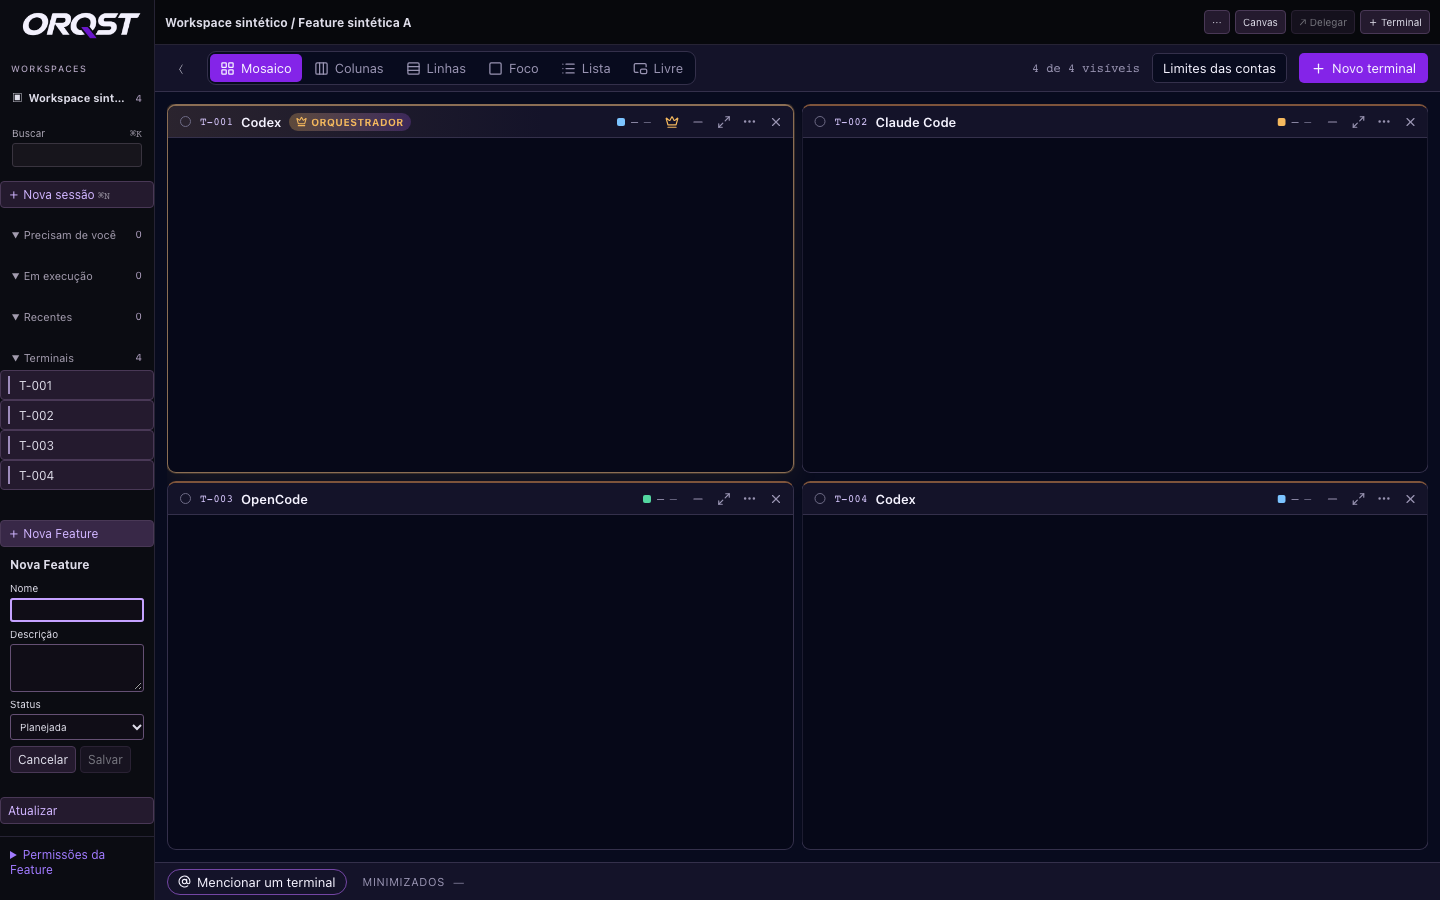 ORQST
WORKSPACES
Workspace sint... 4
Buscar ⌘K
+ Nova sessão ⌘N
▼ Precisam de você 0
▼ Em execução 0
▼ Recentes 0
▼ Terminais 4
T-001
T-002
T-003
T-004
+ Nova Feature
Nova Feature
Nome
Descrição
Status
Planejada
Cancelar Salvar
Atualizar
▶ Permissões da
Feature
Workspace sintético / Feature sintética A
... Canvas ↗ Delegar + Terminal
Mosaico Colunas Linhas Foco Lista Livre
4 de 4 visíveis Limites das contas + Novo terminal
T-001 Codex ORQUESTRADOR — —
T-002 Claude Code — —
T-003 OpenCode — —
T-004 Codex — —
@ Mencionar um terminal MINIMIZADOS —